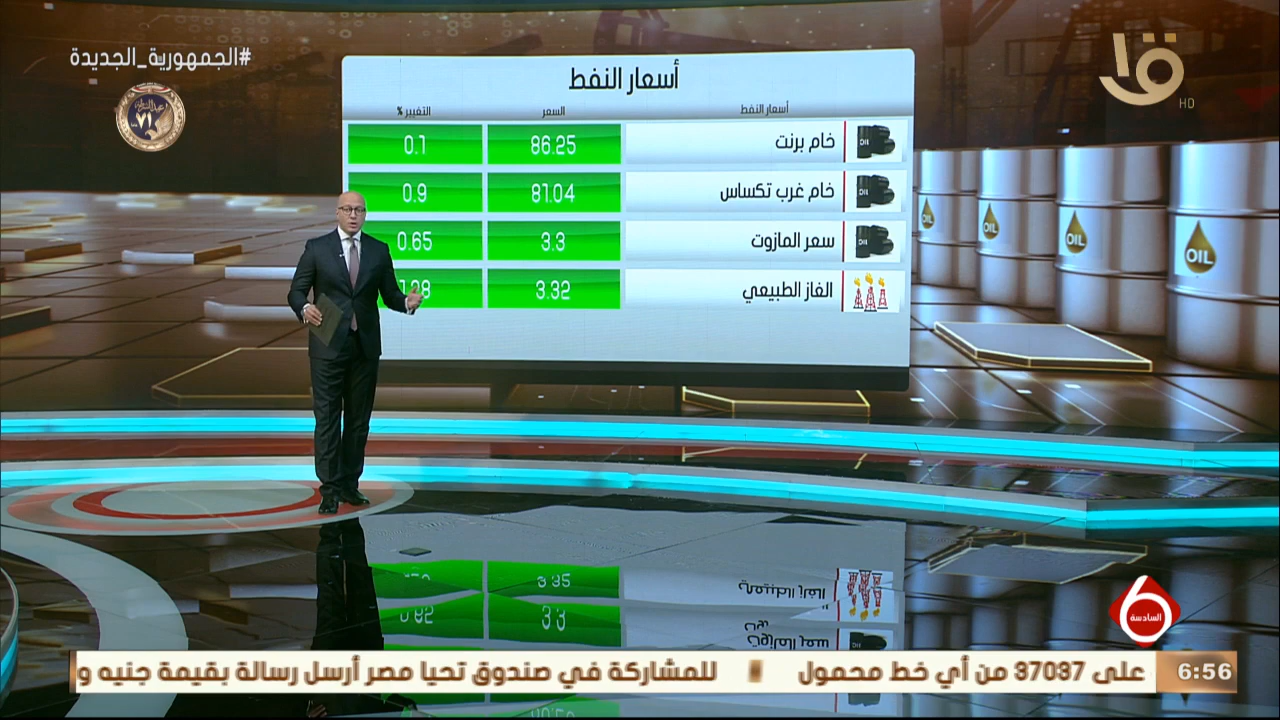 #الجمهورية_الجديدة
HD
أسعار النفط
أسعار النفط السعر التغيير %
خام برنت 86.25 0.1
خام غرب تكساس 81.04 0.9
سعر المازوت 3.3 0.65
الغاز الطبيعي 3.32
OIL
OIL
OIL
OIL
السادسة
6:56 على 37037 من أي خط محمول للمشاركة في صندوق تحيا مصر أرسل رسالة بقيمة جنيه و